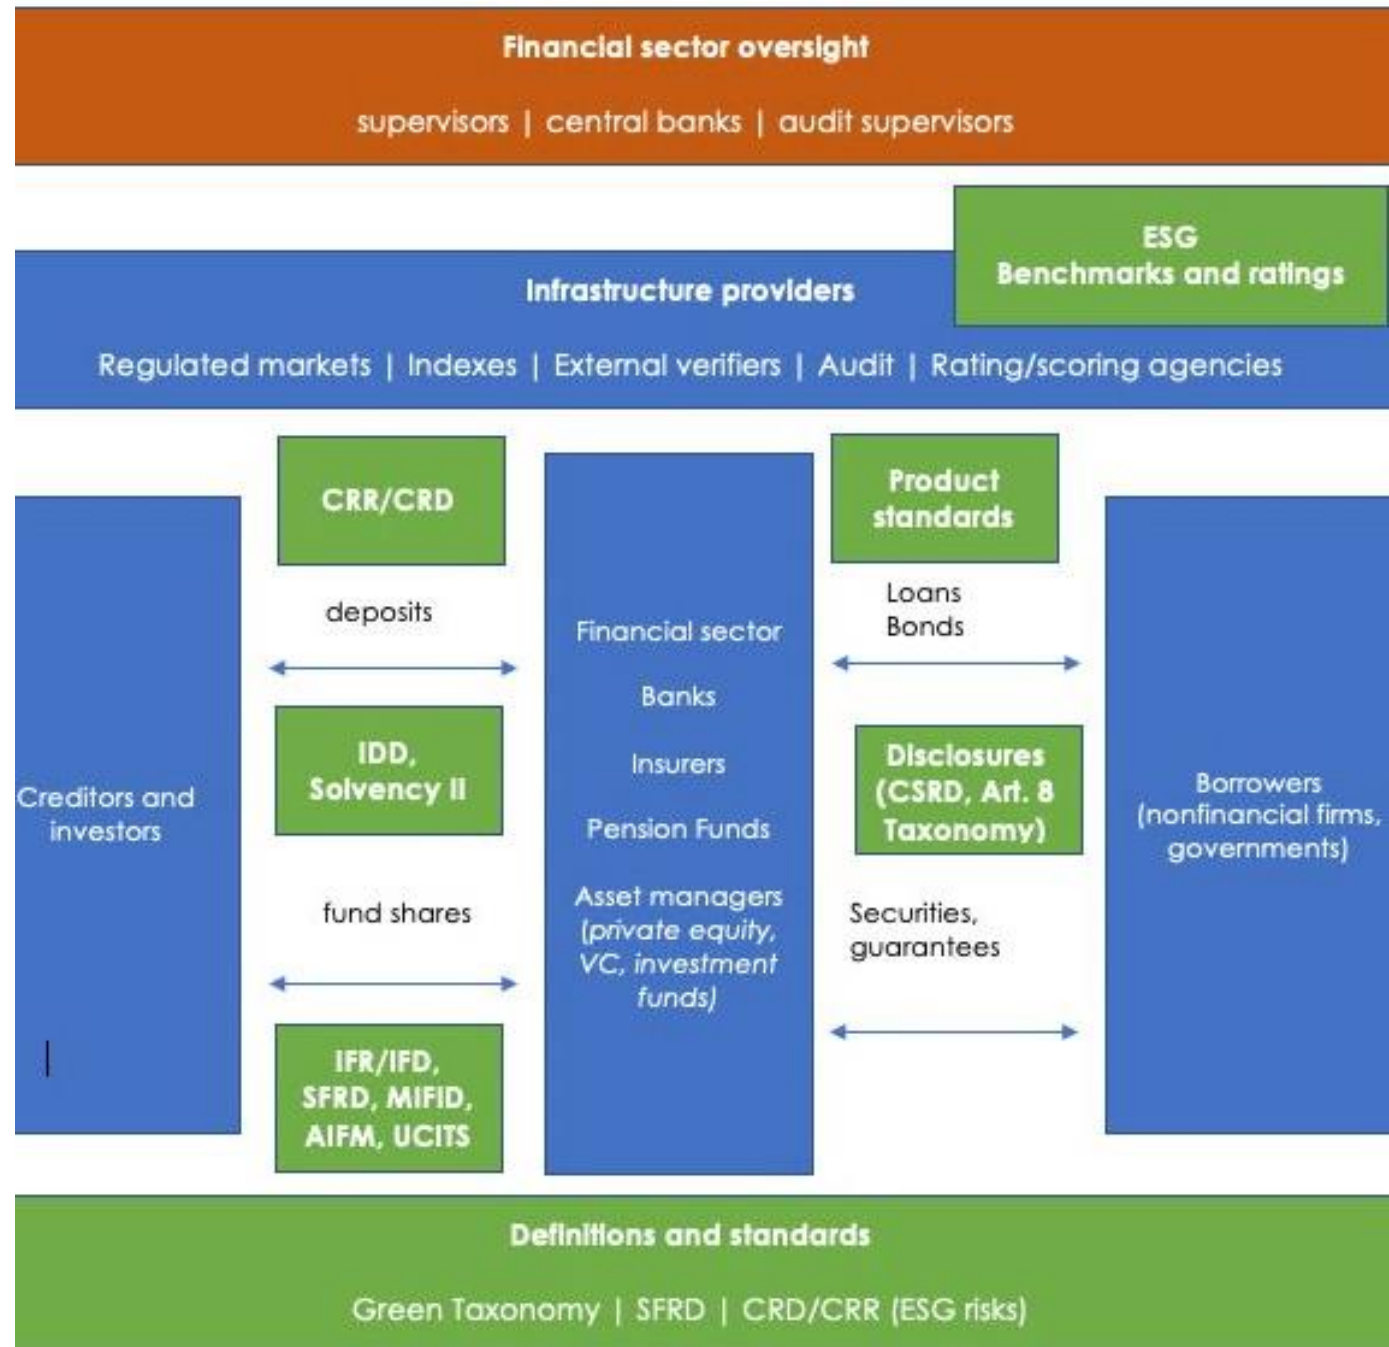 Financial sector oversight
supervisors | central banks | audit supervisors
ESG
Benchmarks and ratings
Infrastructure providers
Regulated markets | Indexes | External verifiers | Audit | Rating/scoring agencies
Creditors and
investors
CRR/CRD
deposits
IDD,
Solvency II
fund shares
IFR/IFD,
SFRD, MIFID,
AIFM, UCITS
Financial sector
Banks
Insurers
Pension Funds
Asset managers
(private equity,
VC, investment
funds)
Product
standards
Loans
Bonds
Disclosures
(CSRD, Art. 8
Taxonomy)
Securities,
guarantees
Borrowers
(nonfinancial firms,
governments)
Definitions and standards
Green Taxonomy | SFRD | CRD/CRR (ESG risks)